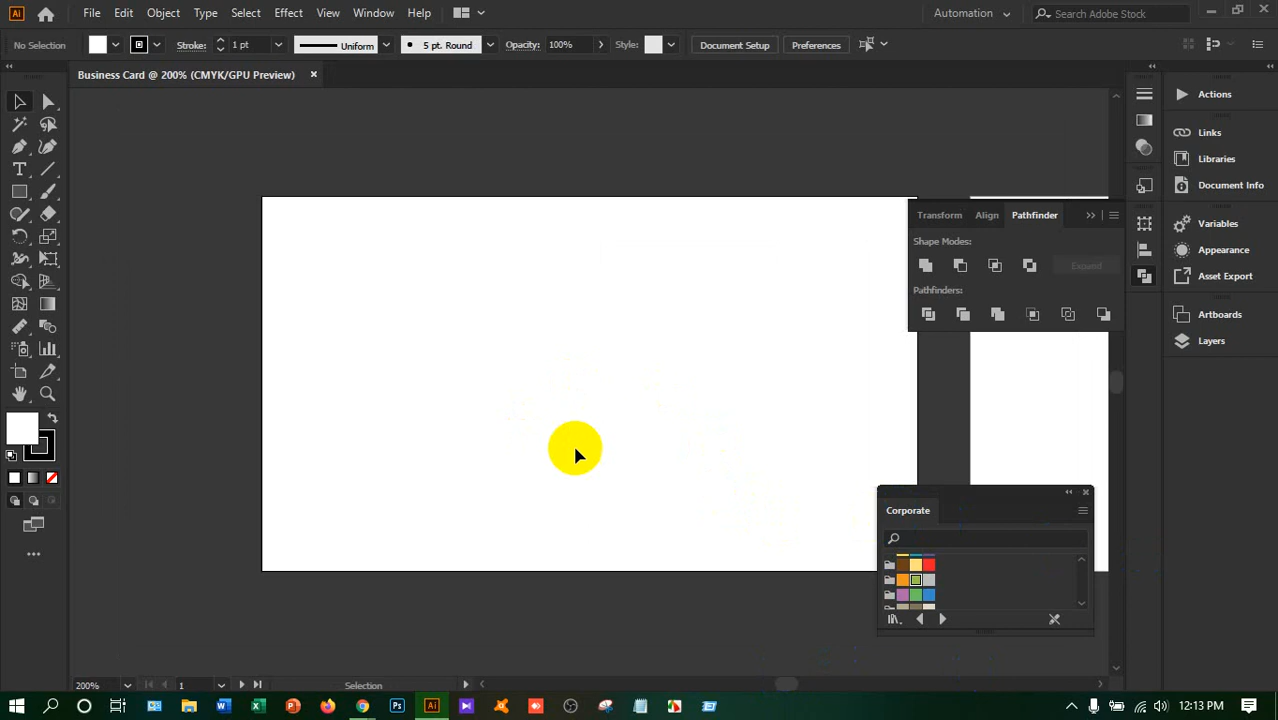 Ai File Edit Object Type Select Effect View Window Help Automation Search Adobe Stock
No Selection Stroke: 1 pt Uniform 5 pt. Round Opacity: 100% Style: Document Setup Preferences
Business Card @ 200% (CMYK/GPU Preview)
Actions
Links
Libraries
Document Info
Variables
Appearance
Asset Export
Artboards
Layers
Transform Align Pathfinder
Shape Modes:
Expand
Pathfinders:
Corporate
200% 1 Selection
12:13 PM